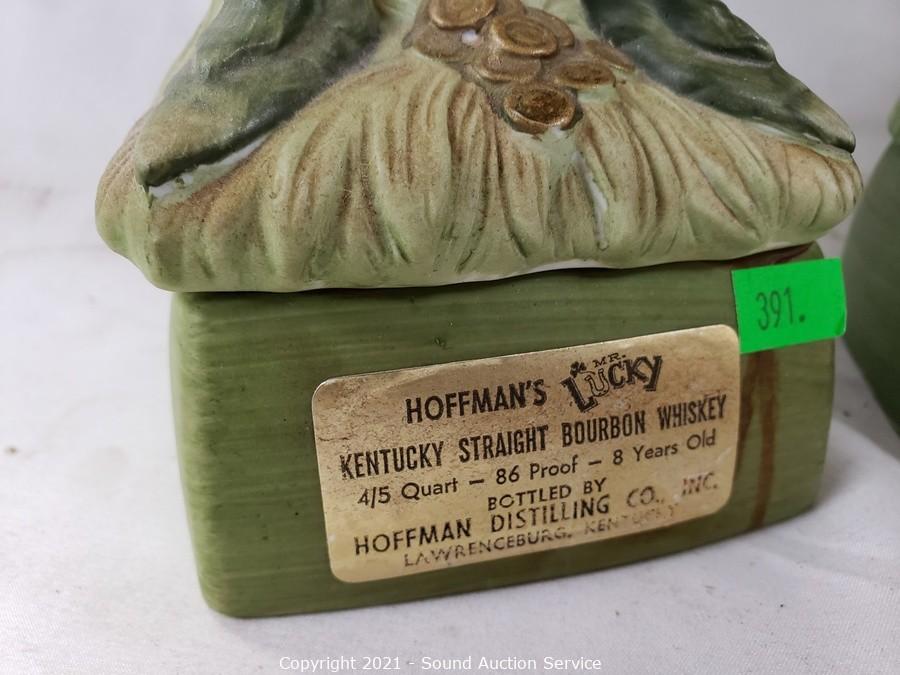 391.
HOFFMAN'S MR. LUCKY
KENTUCKY STRAIGHT BOURBON WHISKEY
4/5 Quart — 86 Proof — 8 Years Old
BOTTLED BY
HOFFMAN DISTILLING CO., INC.
LAWRENCEBURG, KENTUCKY
Copyright 2021 - Sound Auction Service